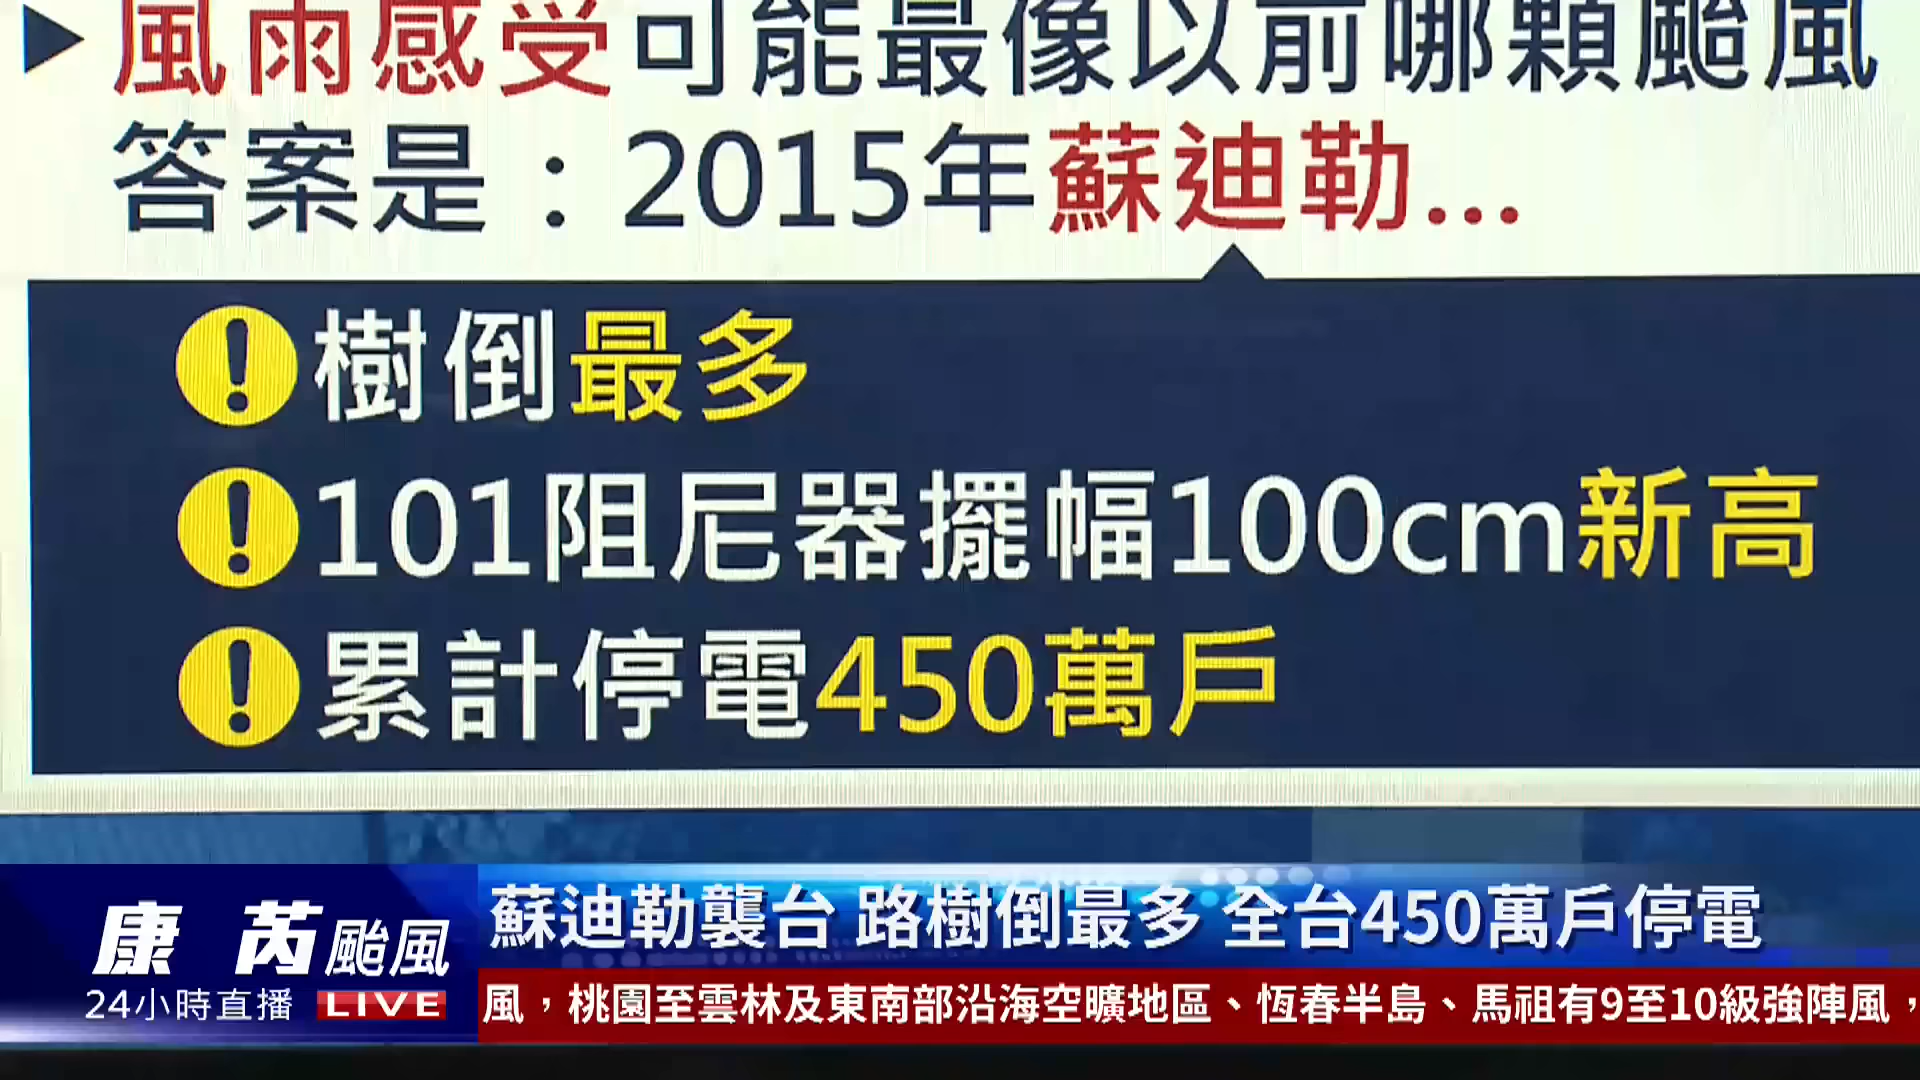 ▶風雨感受可能最像以前哪顆颱風
答案是：2015年蘇迪勒...
!樹倒最多
!101阻尼器擺幅100cm新高
!累計停電450萬戶
康芮颱風
24小時直播 LIVE
蘇迪勒襲台 路樹倒最多 全台450萬戶停電
風，桃園至雲林及東南部沿海空曠地區、恆春半島、馬祖有9至10級強陣風，